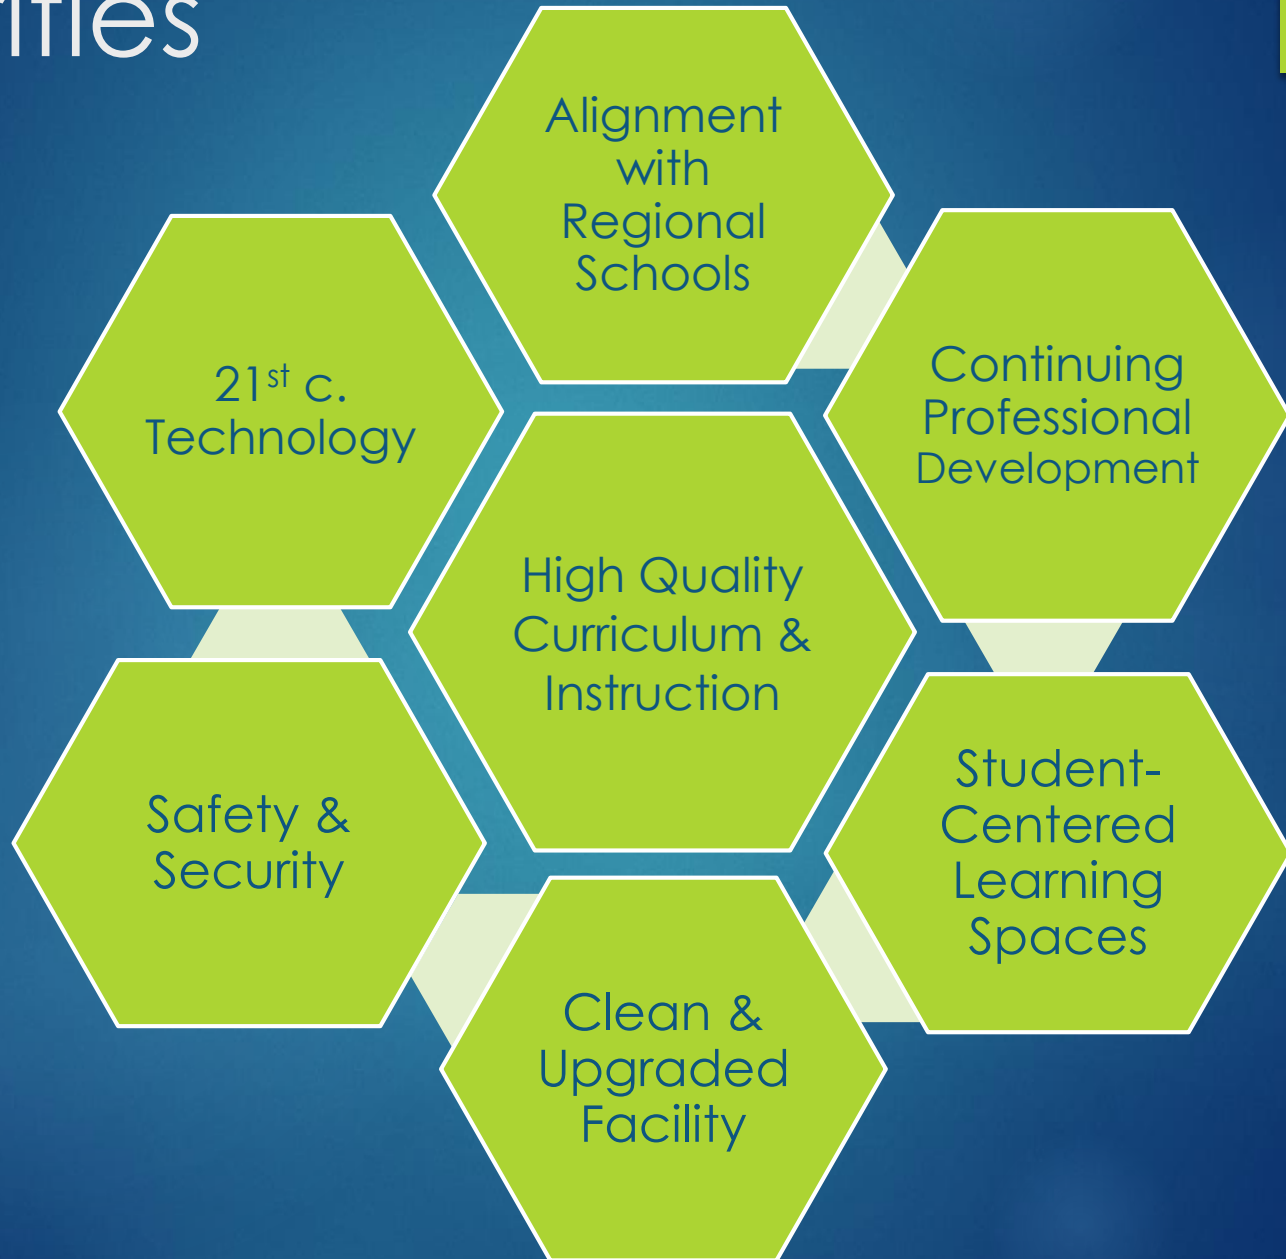 rities
Alignment
with
Regional
Schools
Continuing
Professional
Development
Student-
Centered
Learning
Spaces
Clean &
Upgraded
Facility
Safety &
Security
21st c.
Technology
High Quality
Curriculum &
Instruction